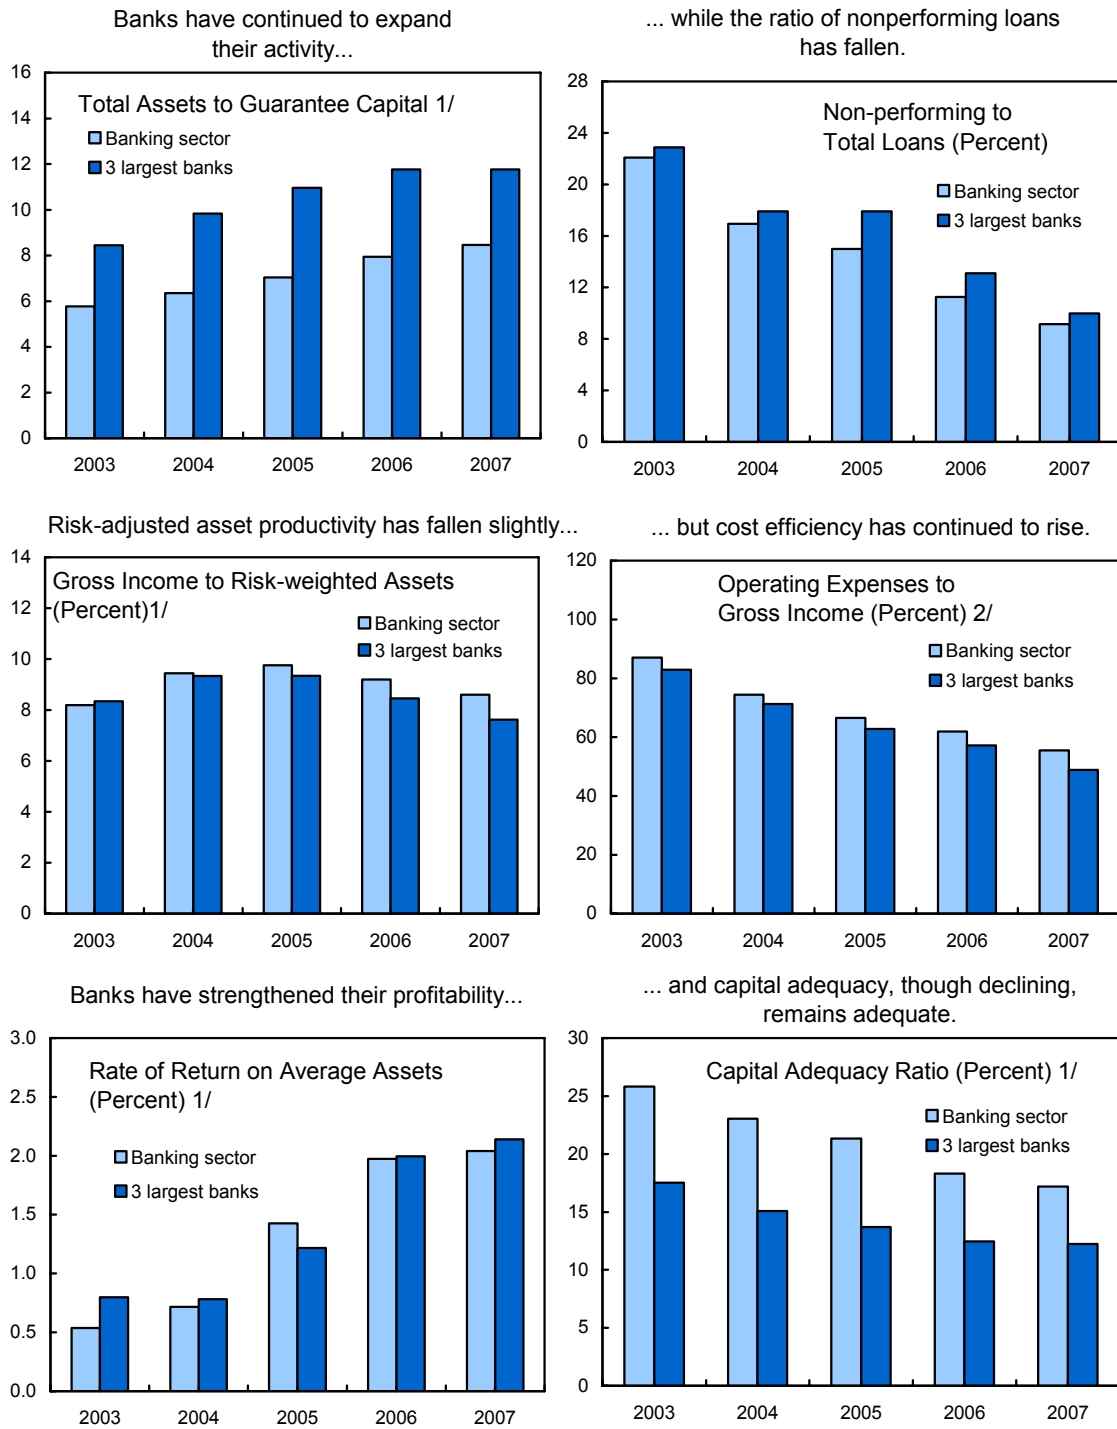 Banks have continued to expand
their activity...
16
14
12
10
8
6
4
2
0
Total Assets to Guarantee Capital 1/
Banking sector
3 largest banks
2003 2004 2005 2006 2007
... while the ratio of nonperforming loans
has fallen.
28
24
20
16
12
8
4
0
Non-performing to
Total Loans (Percent)
Banking sector
3 largest banks
2003 2004 2005 2006 2007
Risk-adjusted asset productivity has fallen slightly...
14
12
10
8
6
4
2
0
Gross Income to Risk-weighted Assets
(Percent)1/
Banking sector
3 largest banks
2003 2004 2005 2006 2007
... but cost efficiency has continued to rise.
120
100
80
60
40
20
0
Operating Expenses to
Gross Income (Percent) 2/
Banking sector
3 largest banks
2003 2004 2005 2006 2007
Banks have strengthened their profitability...
3.0
2.5
2.0
1.5
1.0
0.5
0.0
Rate of Return on Average Assets
(Percent) 1/
Banking sector
3 largest banks
2003 2004 2005 2006 2007
... and capital adequacy, though declining,
remains adequate.
30
25
20
15
10
5
0
Capital Adequacy Ratio (Percent) 1/
Banking sector
3 largest banks
2003 2004 2005 2006 2007